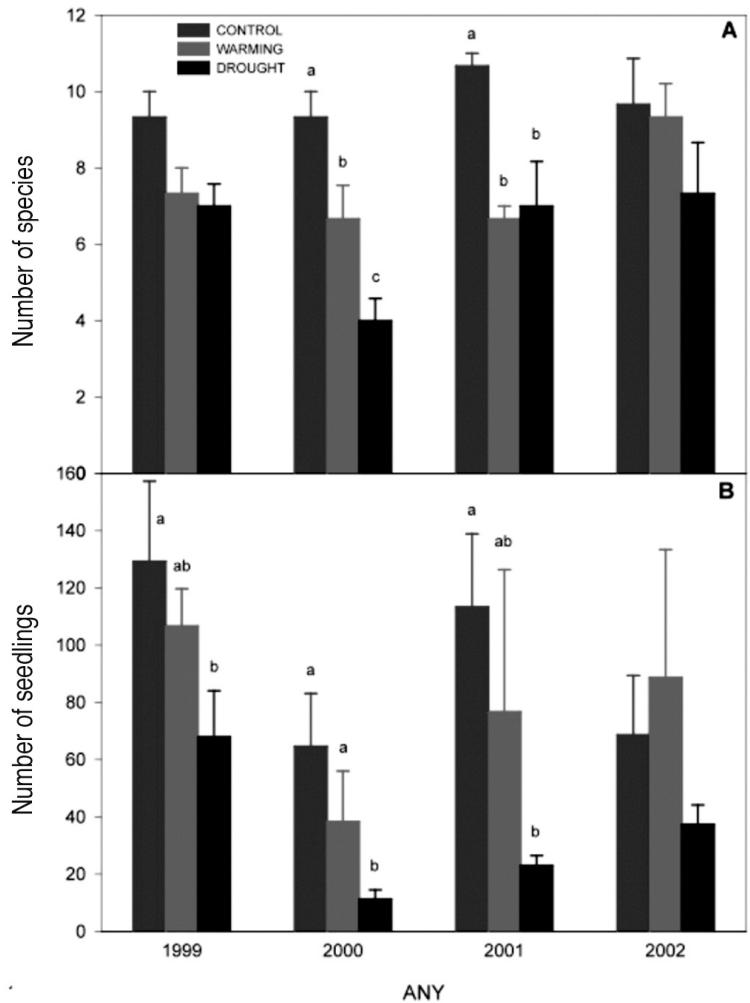 12
A
CONTROL
WARMING
DROUGHT
a
a
10
b
b
8
b
Number of species
6
c
4
2
160
0
B
a
a
140
ab
ab
120
100
b
Number of seedlings
a
80
60
a
40
b
b
20
0
1999 2000 2001 2002
ANY